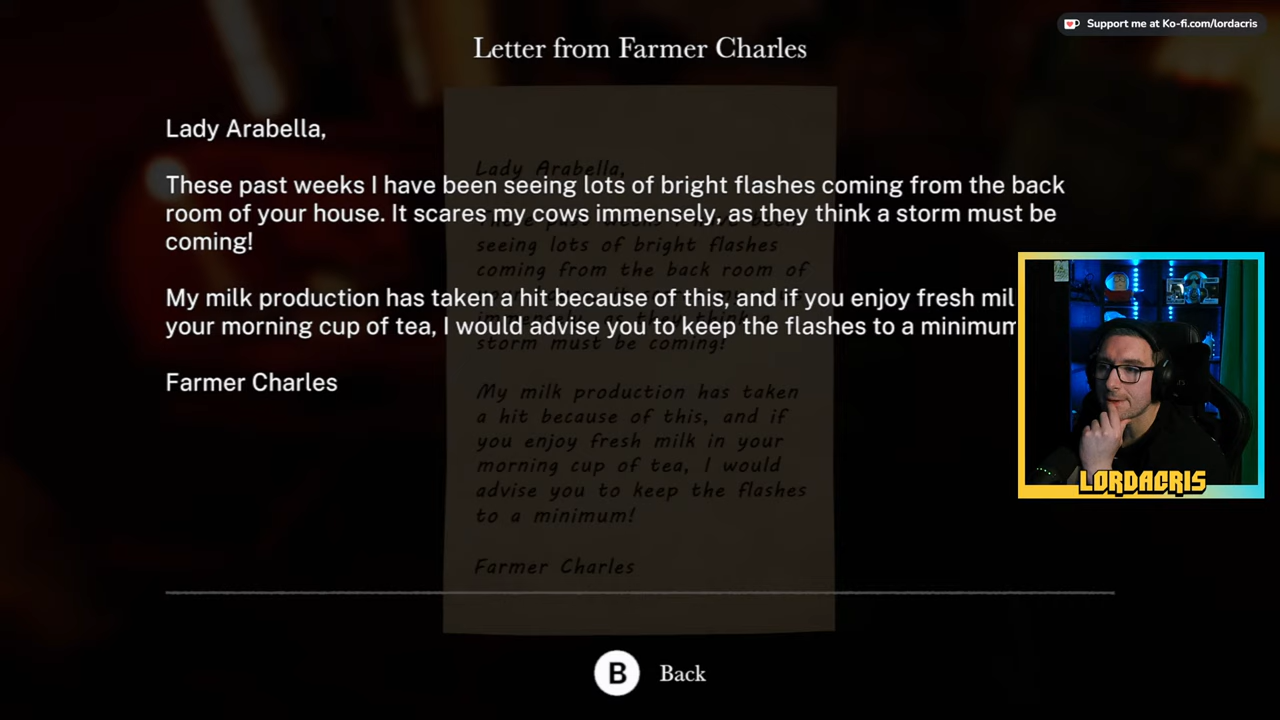 Support me at Ko-fi.com/lordacris
Letter from Farmer Charles
Lady Arabella,
These past weeks I have been seeing lots of bright flashes coming from the back
room of your house. It scares my cows immensely, as they think a storm must be
coming!
My milk production has taken a hit because of this, and if you enjoy fresh mil
your morning cup of tea, I would advise you to keep the flashes to a minimum
Farmer Charles
Lady Arabella,
seeing lots of bright flashes
coming from the back room of
immensely, as they think a
storm must be coming!
My milk production has taken
a hit because of this, and if
you enjoy fresh milk in your
morning cup of tea, I would
advise you to keep the flashes
to a minimum!
Farmer Charles
LORDACRIS
B Back